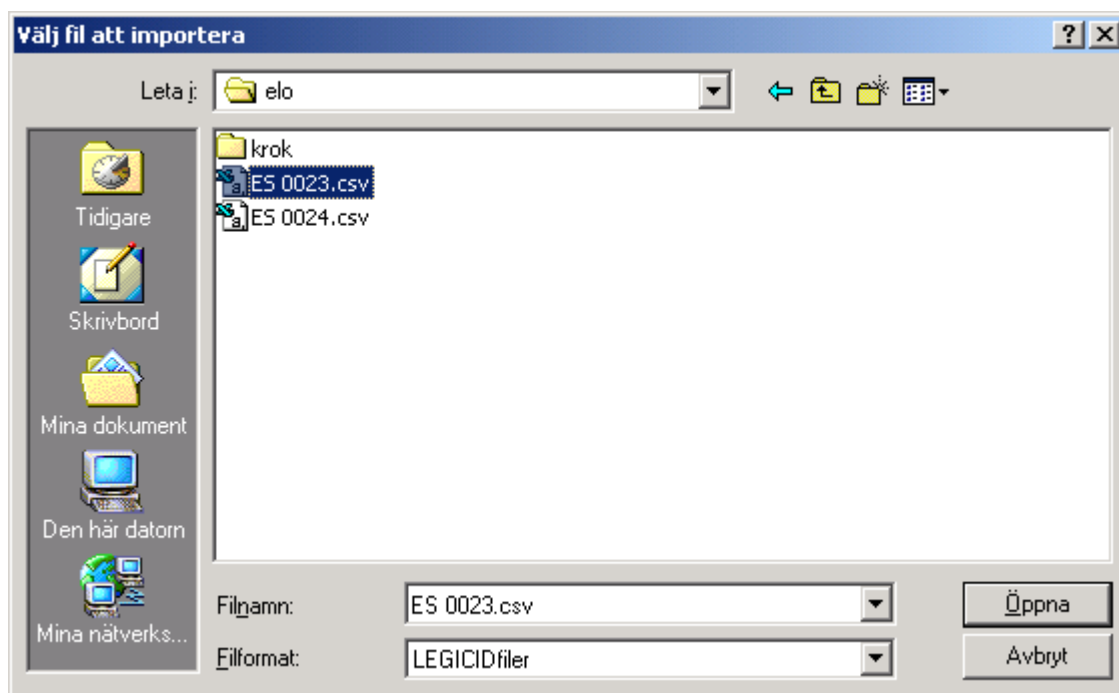 Välj fil att importera
Leta i: elo
krok
ES 0023.csv
ES 0024.csv
Tidigare
Skrivbord
Mina dokument
Den här datorn
Mina nätverks...
Filnamn: ES 0023.csv Öppna
Filformat: LEGICIDfiler Avbryt